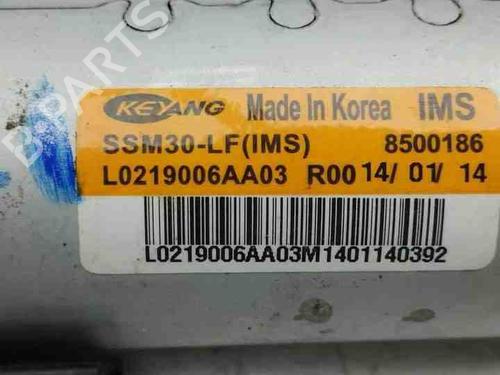 KEYANG Made In Korea IMS
SSM30-LF(IMS) 8500186
L0219006AA03 R00 14/ 01/ 14
L0219006AA03M1401140392
B-PARTS